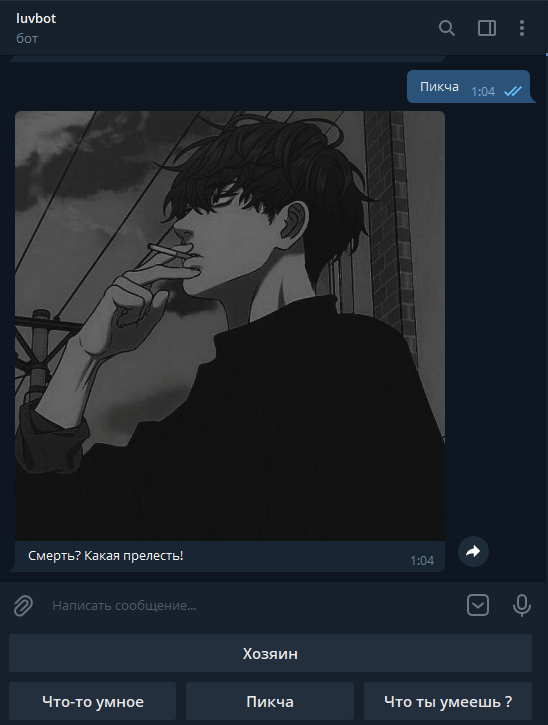 luvbot
бот
Пикча 1:04
Смерть? Какая прелесть!
1:04
Написать сообщение...
Хозяин
Что-то умное
Пикча
Что ты умеешь ?